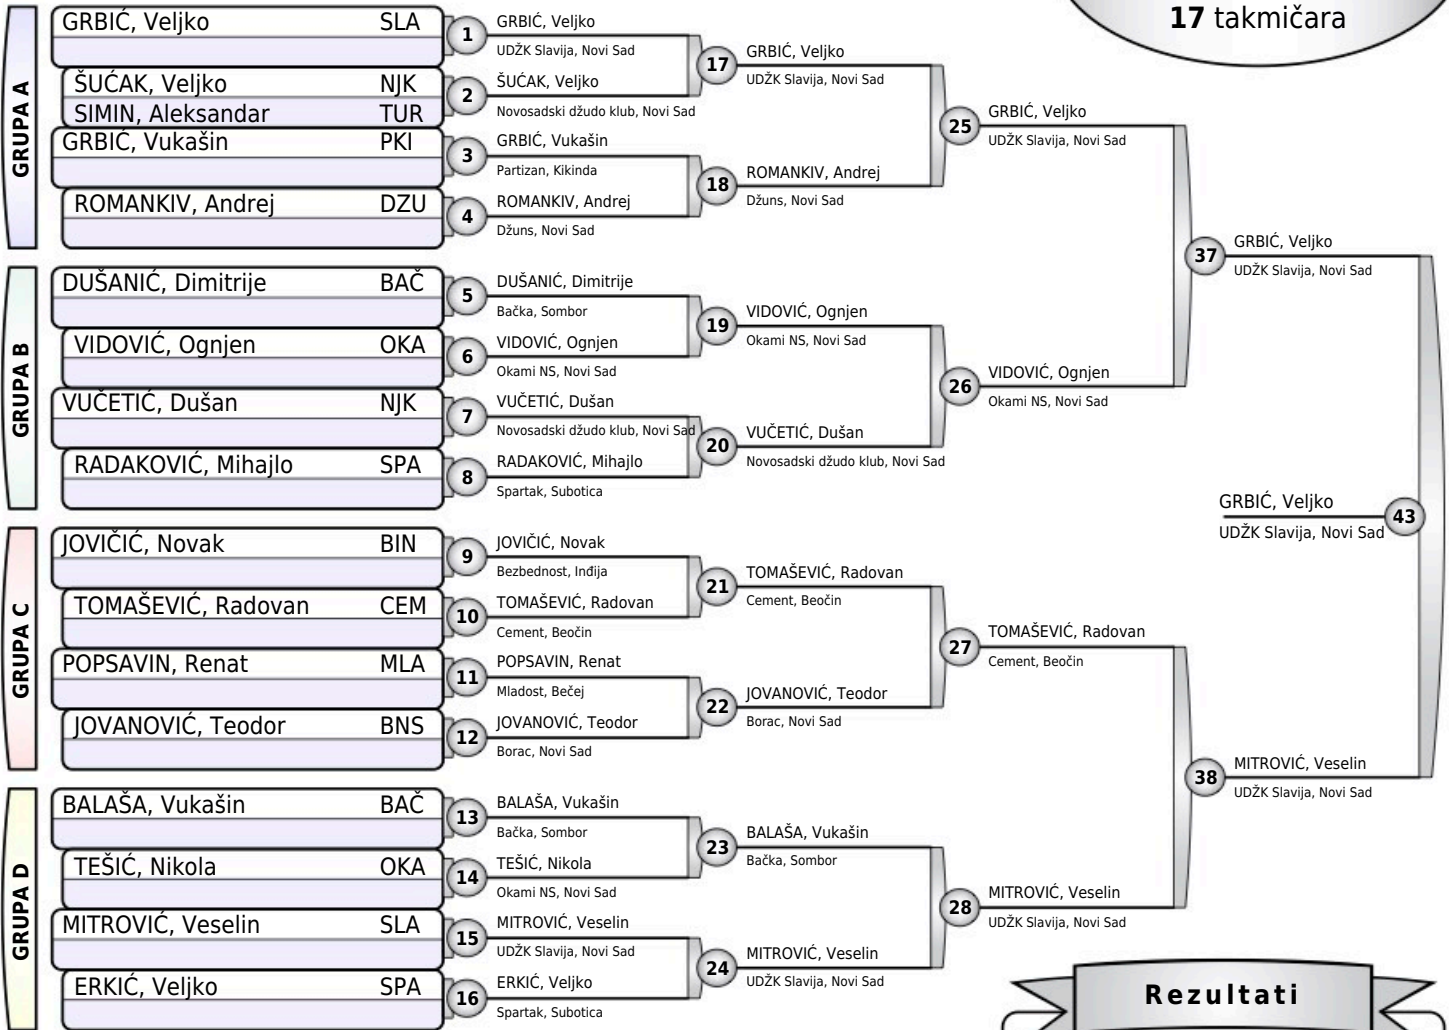 17 takmičara
GRUPA A
GRBIĆ, Veljko SLA
ŠUĆAK, Veljko NJK
SIMIN, Aleksandar TUR
GRBIĆ, Vukašin PKI
ROMANKIV, Andrej DZU
GRUPA B
DUŠANIĆ, Dimitrije BAČ
VIDOVIĆ, Ognjen OKA
VUČETIĆ, Dušan NJK
RADAKOVIĆ, Mihajlo SPA
GRUPA C
JOVIČIĆ, Novak BIN
TOMAŠEVIĆ, Radovan CEM
POPSAVIN, Renat MLA
JOVANOVIĆ, Teodor BNS
GRUPA D
BALAŠA, Vukašin BAČ
TEŠIĆ, Nikola OKA
MITROVIĆ, Veselin SLA
ERKIĆ, Veljko SPA
1
GRBIĆ, Veljko
UDŽK Slavija, Novi Sad
2
ŠUĆAK, Veljko
Novosadski džudo klub, Novi Sad
3
GRBIĆ, Vukašin
Partizan, Kikinda
4
ROMANKIV, Andrej
Džuns, Novi Sad
5
DUŠANIĆ, Dimitrije
Bačka, Sombor
6
VIDOVIĆ, Ognjen
Okami NS, Novi Sad
7
VUČETIĆ, Dušan
Novosadski džudo klub, Novi Sad
8
RADAKOVIĆ, Mihajlo
Spartak, Subotica
9
JOVIČIĆ, Novak
Bezbednost, Inđija
10
TOMAŠEVIĆ, Radovan
Cement, Beočin
11
POPSAVIN, Renat
Mladost, Bečej
12
JOVANOVIĆ, Teodor
Borac, Novi Sad
13
BALAŠA, Vukašin
Bačka, Sombor
14
TEŠIĆ, Nikola
Okami NS, Novi Sad
15
MITROVIĆ, Veselin
UDŽK Slavija, Novi Sad
16
ERKIĆ, Veljko
Spartak, Subotica
17
GRBIĆ, Veljko
UDŽK Slavija, Novi Sad
18
ROMANKIV, Andrej
Džuns, Novi Sad
19
VIDOVIĆ, Ognjen
Okami NS, Novi Sad
20
VUČETIĆ, Dušan
Novosadski džudo klub, Novi Sad
21
TOMAŠEVIĆ, Radovan
Cement, Beočin
22
JOVANOVIĆ, Teodor
Borac, Novi Sad
23
BALAŠA, Vukašin
Bačka, Sombor
24
MITROVIĆ, Veselin
UDŽK Slavija, Novi Sad
25
GRBIĆ, Veljko
UDŽK Slavija, Novi Sad
26
VIDOVIĆ, Ognjen
Okami NS, Novi Sad
27
TOMAŠEVIĆ, Radovan
Cement, Beočin
28
MITROVIĆ, Veselin
UDŽK Slavija, Novi Sad
37
GRBIĆ, Veljko
UDŽK Slavija, Novi Sad
38
MITROVIĆ, Veselin
UDŽK Slavija, Novi Sad
GRBIĆ, Veljko
UDŽK Slavija, Novi Sad
43
Rezultati